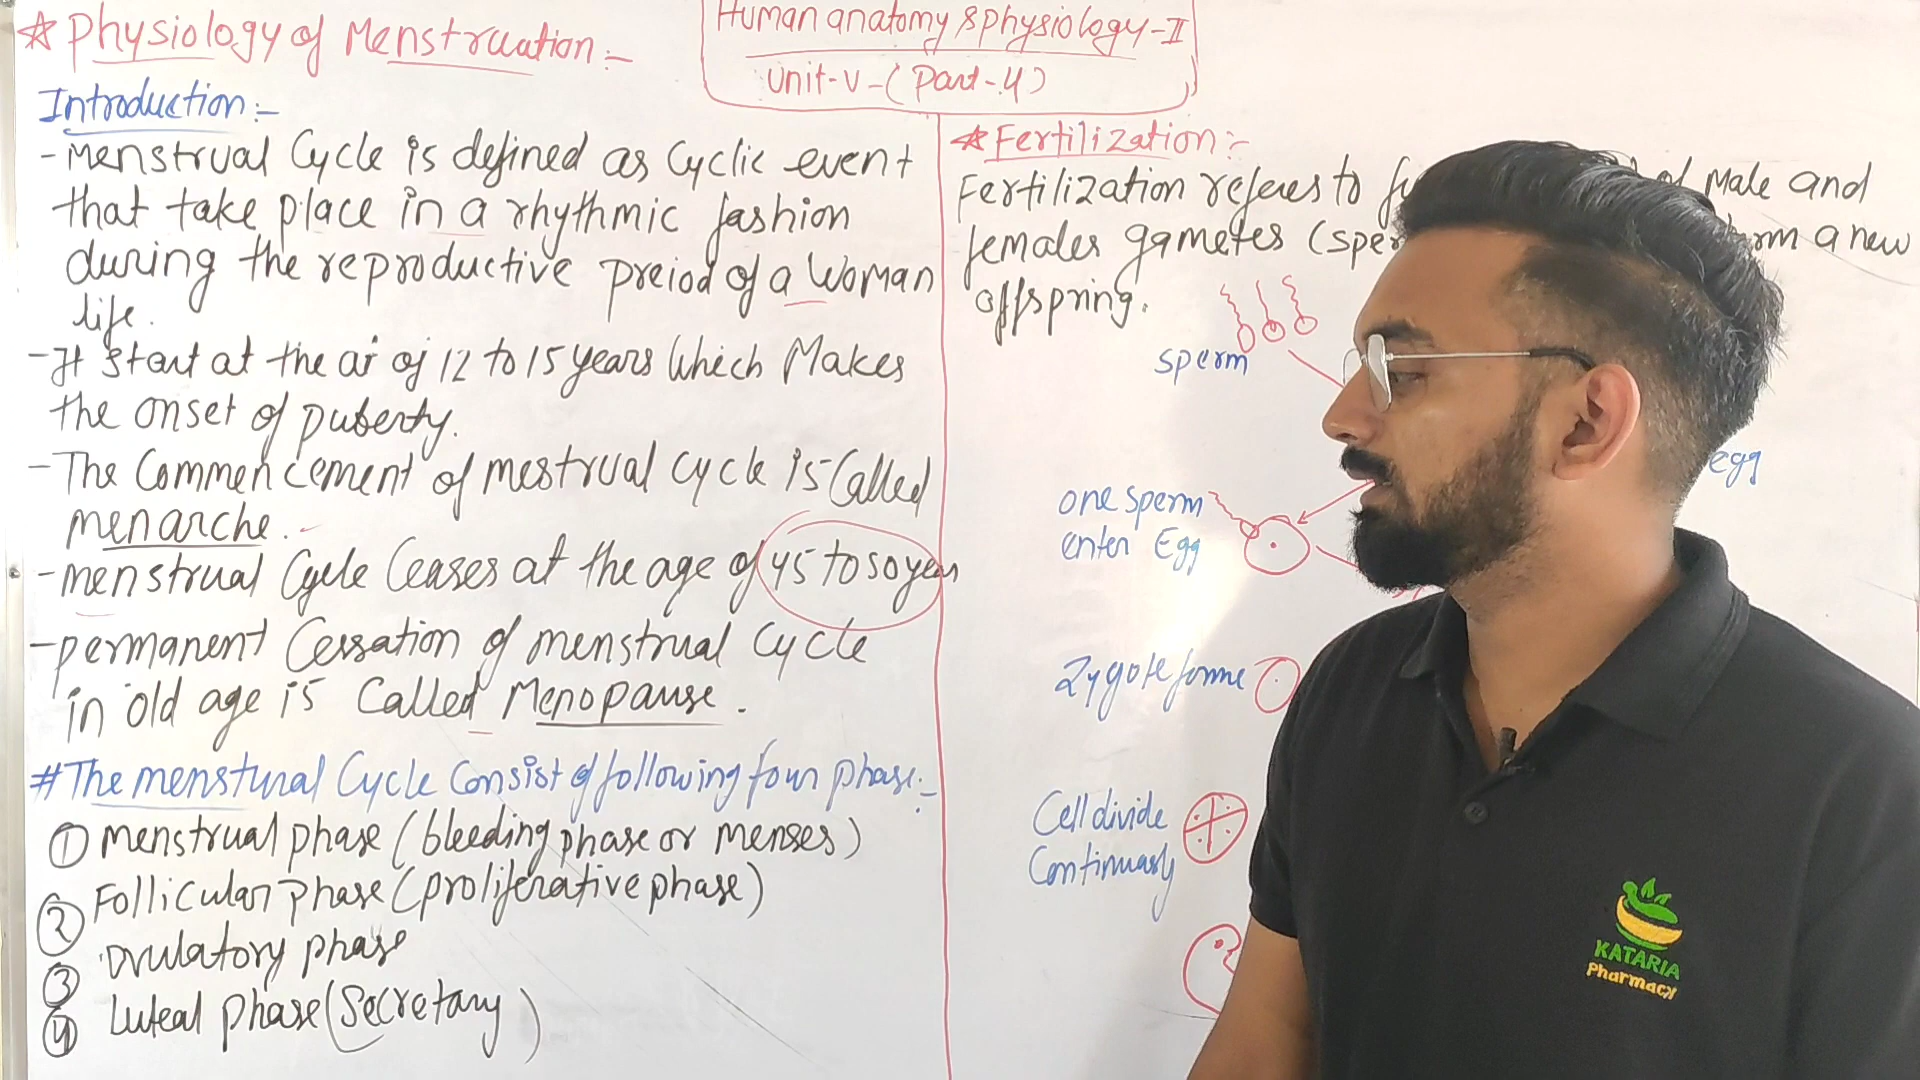 ☆ Physiology of Menstruation:-
Human anatomy & physiology-II
Unit-V-(Part-4)
Introduction:-
- Menstrual Cycle is defined as Cyclic event
that take place in a rhythmic fashion
during the reproductive preiod of a Woman
life.
- It start at the of 12 to 15 years Which Makes
the onset of puberty.
- The Commencement of mestrual cycle is Called
menarche.
- menstrual Cycle Ceases at the age of 45 to 50 years
- permanent Cessation of menstrual Cycle
in old age is Called Menopause.
# The menstural Cycle Consist of following four phase:-
① Menstrual phase (bleeding phase or menses)
② Follicular phase (proliferative phase)
③ Ovulatory phase
④ Luteal phase (Secretary)
☆ Fertilization:-
Fertilization referes to of Male and
females gametes ( a new
offspring.
sperm
egg
one sperm
enter Egg
Zygote forme
Cell divide
Continuasly
KATARIA
Pharmacy